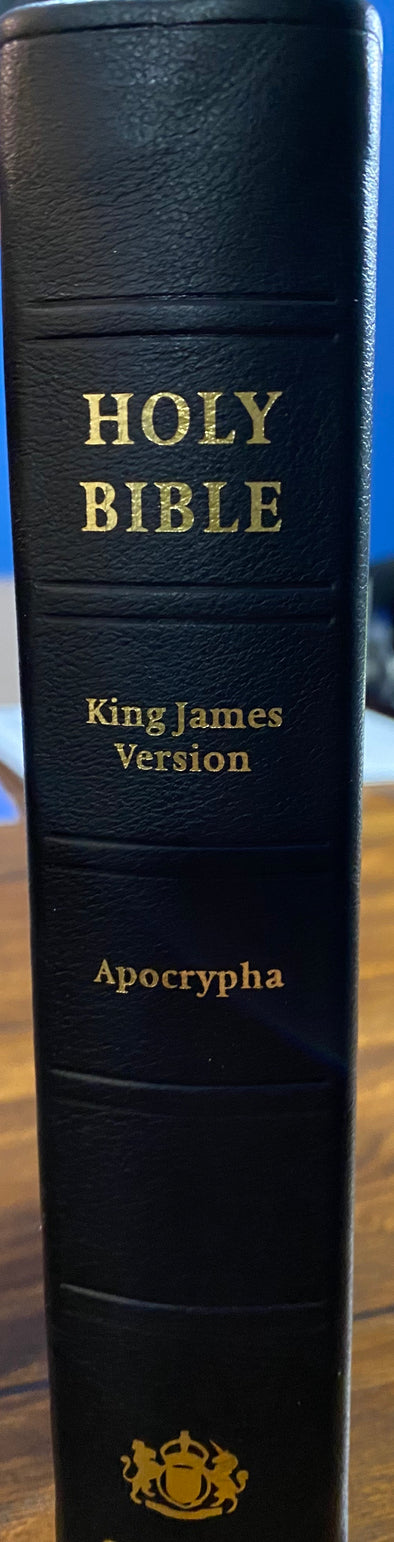 HOLY
BIBLE
King James
Version
Apocrypha